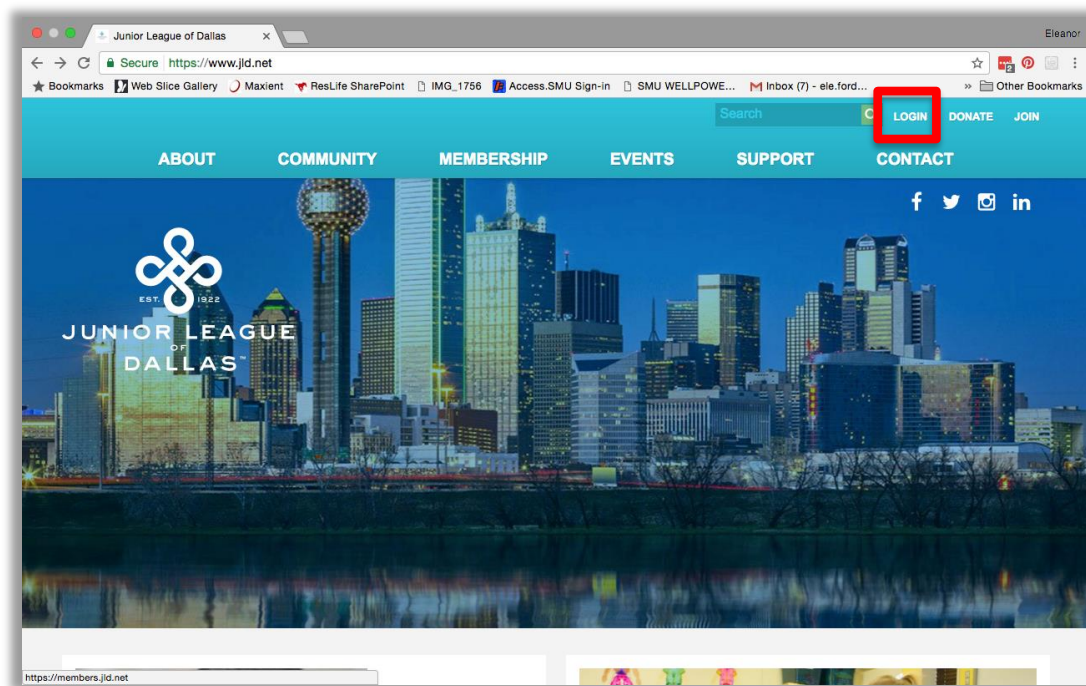 Junior League of Dallas
Eleanor
Secure https://www.jld.net
Bookmarks Web Slice Gallery Maxient ResLife SharePoint IMG_1756 Access.SMU Sign-in SMU WELLPOWE... Inbox (7) - ele.ford... » Other Bookmarks
Search LOGIN DONATE JOIN
ABOUT COMMUNITY MEMBERSHIP EVENTS SUPPORT CONTACT
f in
EST. 1922
JUNIOR LEAGUE
OF
DALLAS
https://members.jld.net